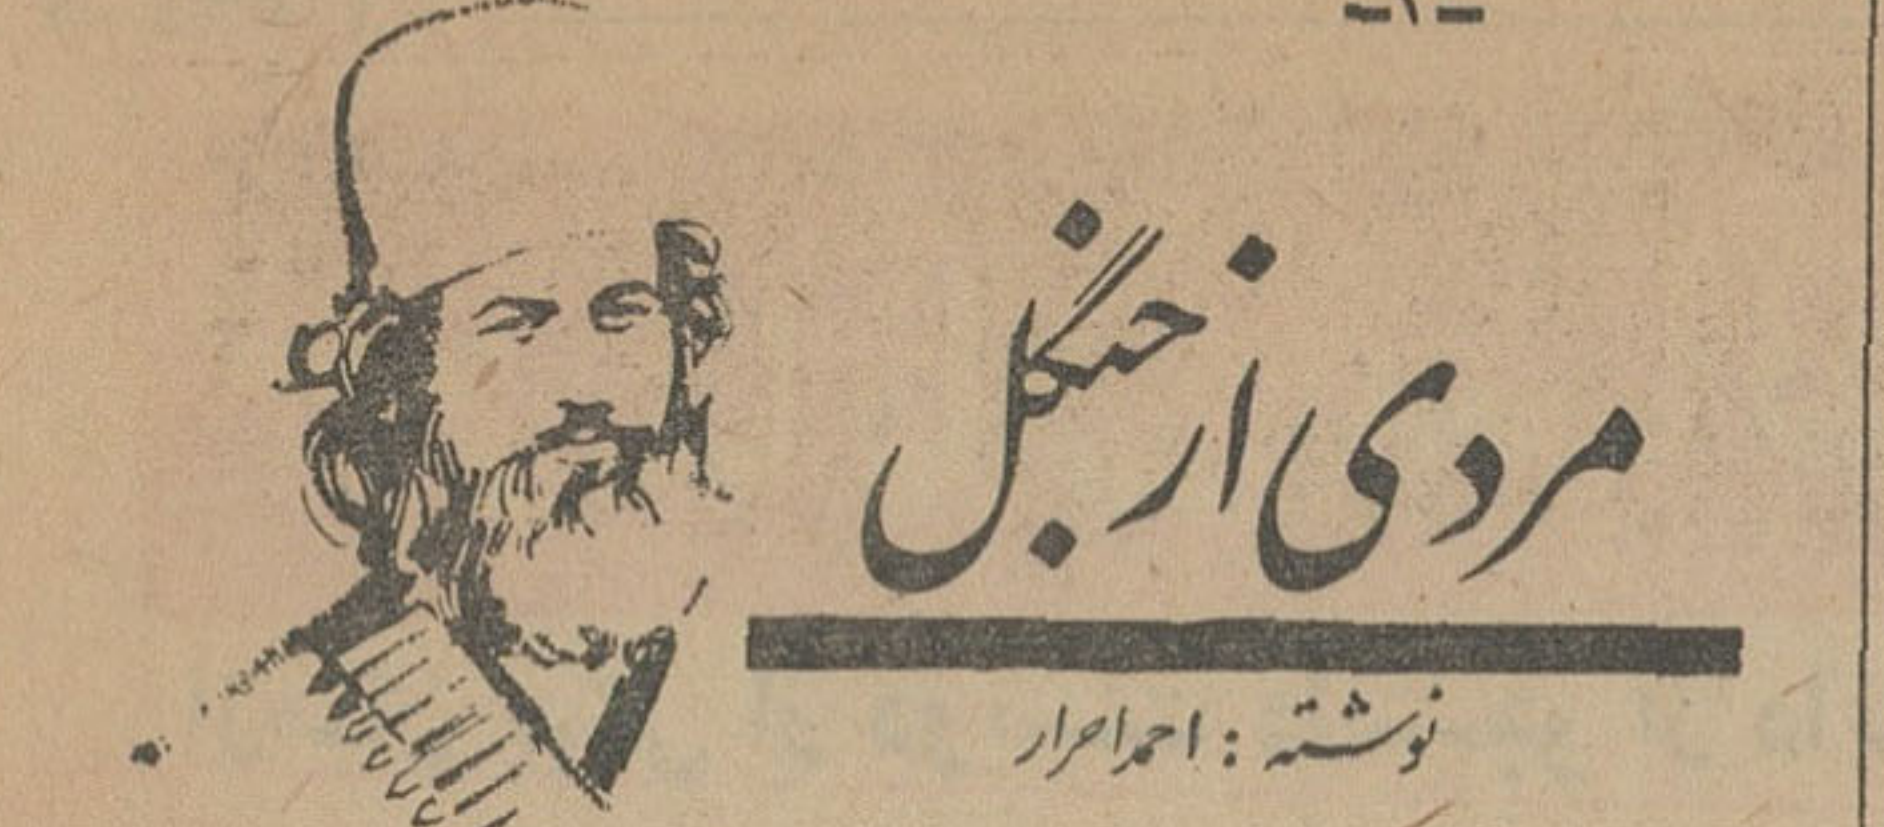 مردی از جنگل
نوشته : احمد احرار